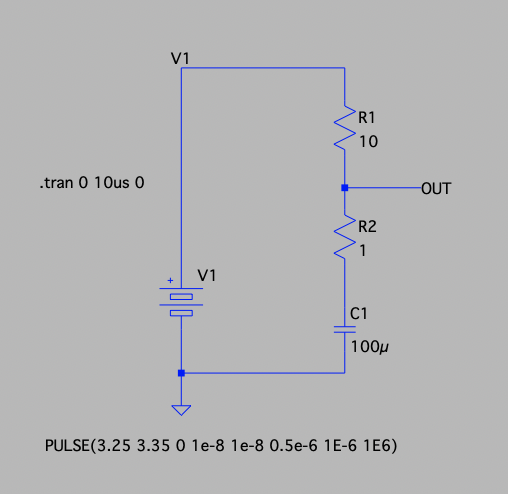 V1
R1
10
.tran 0 10us 0
OUT
R2
1
+
V1
C1
100µ
PULSE(3.25 3.35 0 1e-8 1e-8 0.5e-6 1E-6 1E6)